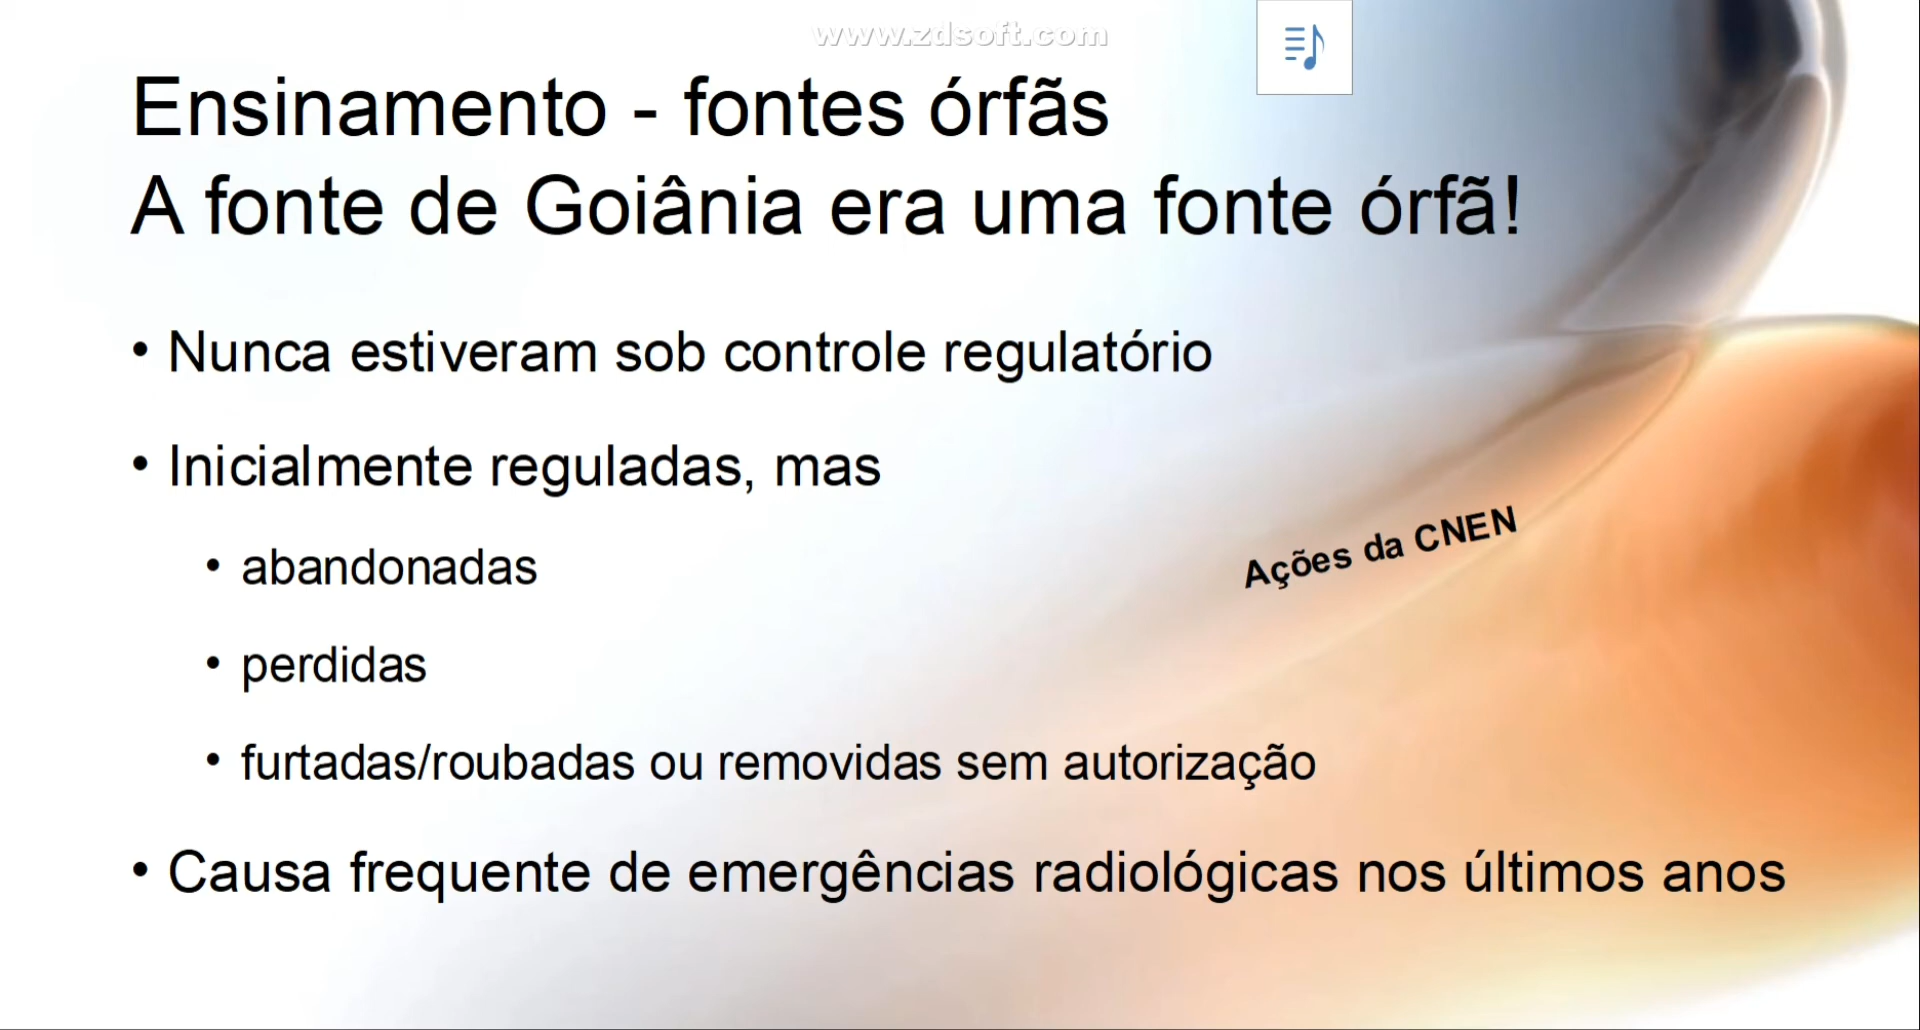 www.zdsoft.com
Ensinamento - fontes órfãs
A fonte de Goiânia era uma fonte órfã!
• Nunca estiveram sob controle regulatório
• Inicialmente reguladas, mas
• abandonadas
Ações da CNEN
• perdidas
• furtadas/roubadas ou removidas sem autorização
• Causa frequente de emergências radiológicas nos últimos anos